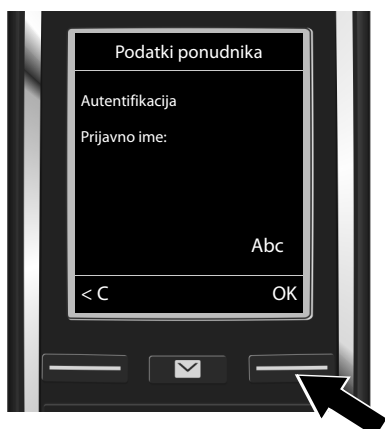 Podatki ponudnika
Autentifikacija
Prijavno ime:
Abc
< C OK